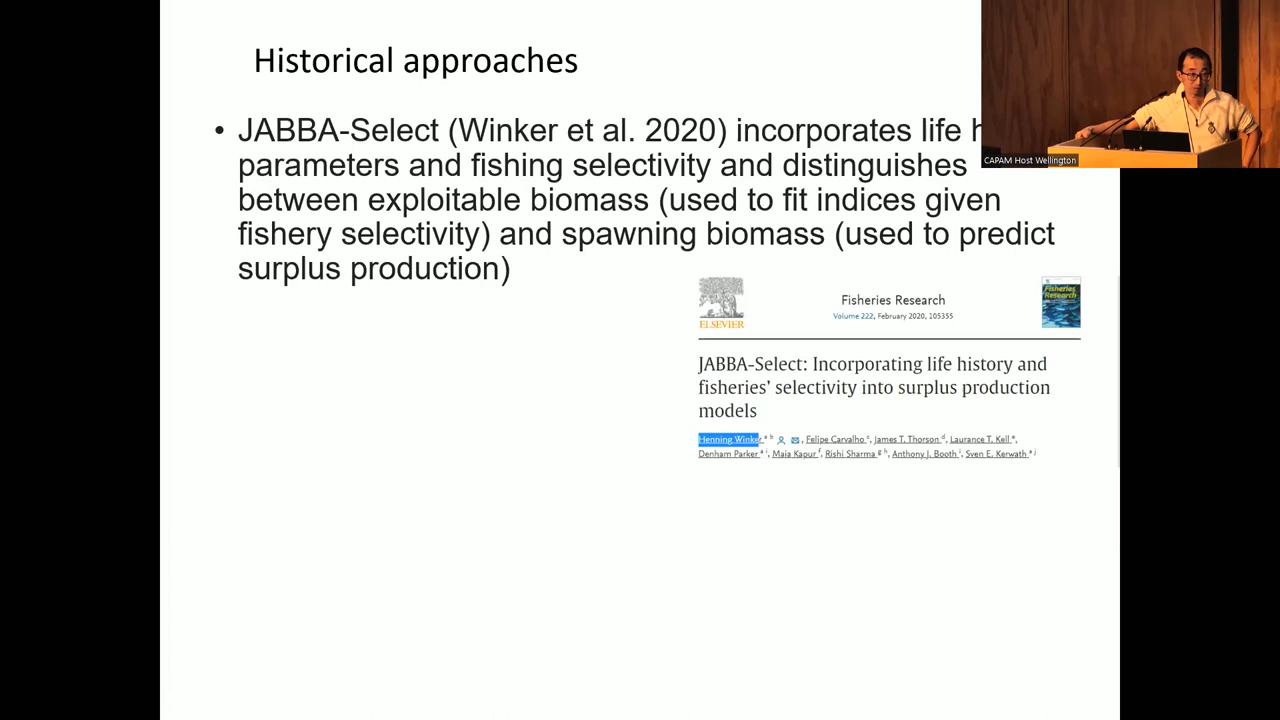 Historical approaches
• JABBA-Select (Winker et al. 2020) incorporates life
parameters and fishing selectivity and distinguishes
between exploitable biomass (used to fit indices given
fishery selectivity) and spawning biomass (used to predict
surplus production)
CAPAM Host Wellington
ELSEVIER
Fisheries Research
Volume 222, February 2020, 105355
Fisheries
Research
JABBA-Select: Incorporating life history and
fisheries' selectivity into surplus production
models
Henning Winker a b, Felipe Carvalho c, James T. Thorson d, Laurance T. Kell e,
Denham Parker a i, Maia Kapur f, Rishi Sharma g h, Anthony J. Booth i, Sven E. Kerwath a j